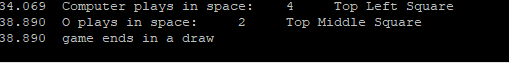 34.069 Computer plays in space: 4 Top Left Square
38.890 O plays in space: 2 Top Middle Square
38.890 game ends in a draw